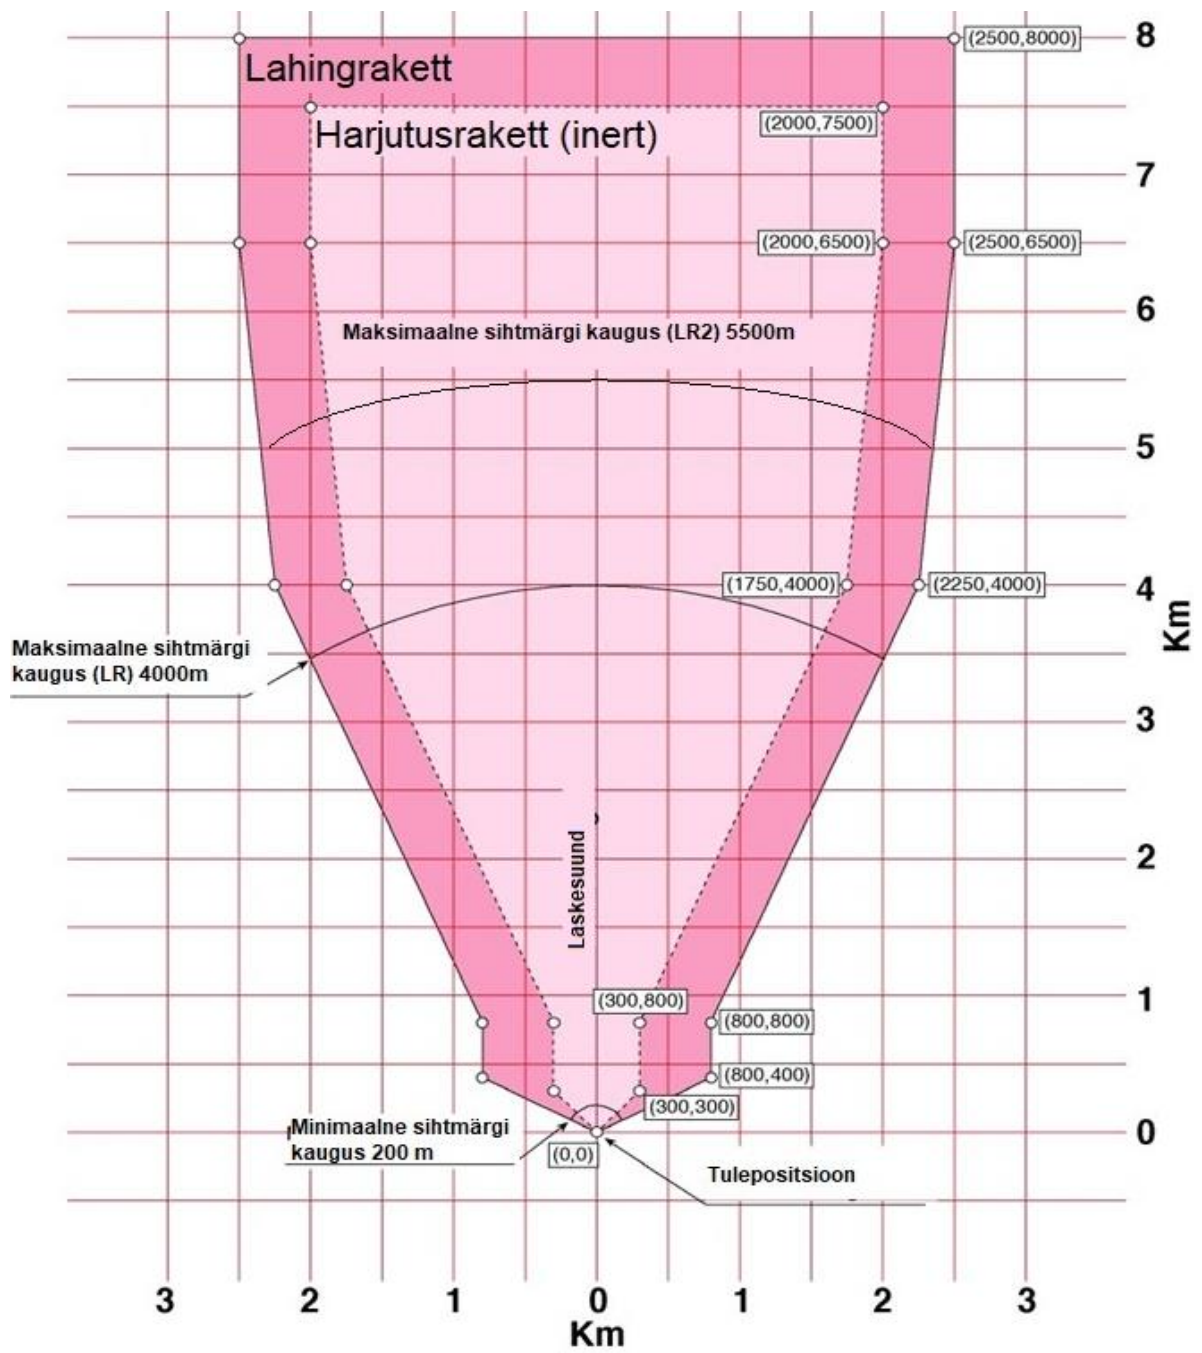 (2500,8000)
8
Lahingrakett
(2000,7500)
Harjutusrakett (inert)
7
(2000,6500)
(2500,6500)
6
Maksimaalne sihtmärgi kaugus (LR2) 5500m
5
(1750,4000)
(2250,4000)
4
Km
Maksimaalne sihtmärgi
kaugus (LR) 4000m
3
2
Laskesuund
1
(300,800)
(800,800)
(800,400)
(300,300)
Minimaalne sihtmärgi
kaugus 200 m
0
(0,0)
Tulepositsioon
3 2 1 0 1 2 3
Km